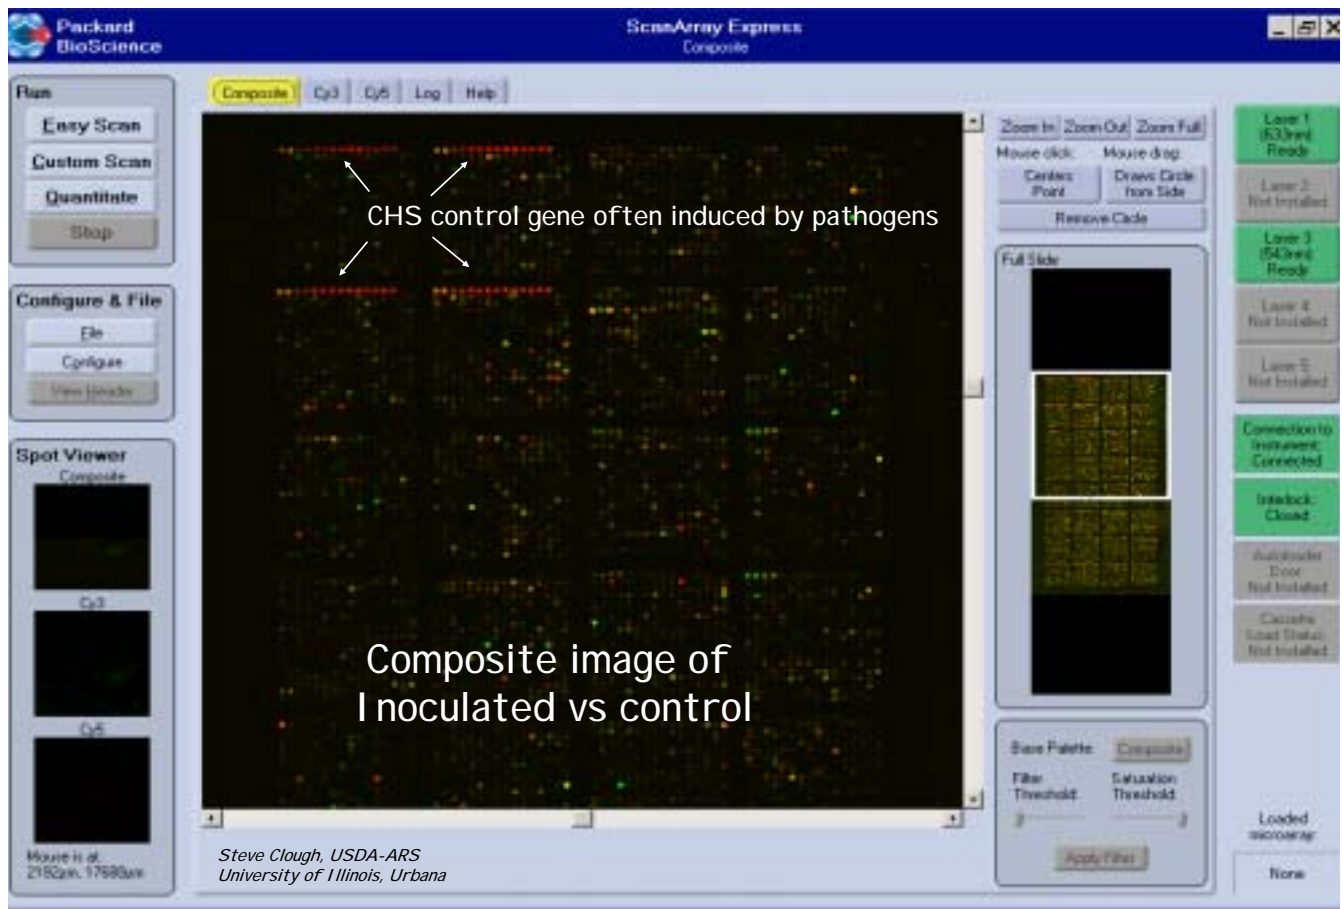 Packard
BioScience
ScanArray Express
Composite
Run
Easy Scan
Custom Scan
Quantitate
Stop
Configure & File
File
Configure
View Header
Spot Viewer
Composite
Cy3
Cy5
Mouse is at:
2192µm, 17680µm
Composite Cy3 Cy5 Log Help
CHS control gene often induced by pathogens
Composite image of
Inoculated vs control
Steve Clough, USDA-ARS
University of Illinois, Urbana
Zoom In Zoom Out Zoom Full
Mouse click: Mouse drag:
Centers Point
Draws Circle from Side
Remove Circle
Full Slide
Base Palette: Composite
Filter Threshold:
Saturation Threshold:
Apply Filter
Laser 1
(633nm)
Ready
Laser 2
Not Installed
Laser 3
(543nm)
Ready
Laser 4
Not Installed
Laser 5
Not Installed
Connection to
Instrument:
Connected
Interlock:
Closed
Autoloader
Door
Not Installed
Cassette
Load Status:
Not Installed
Loaded
microarray:
None